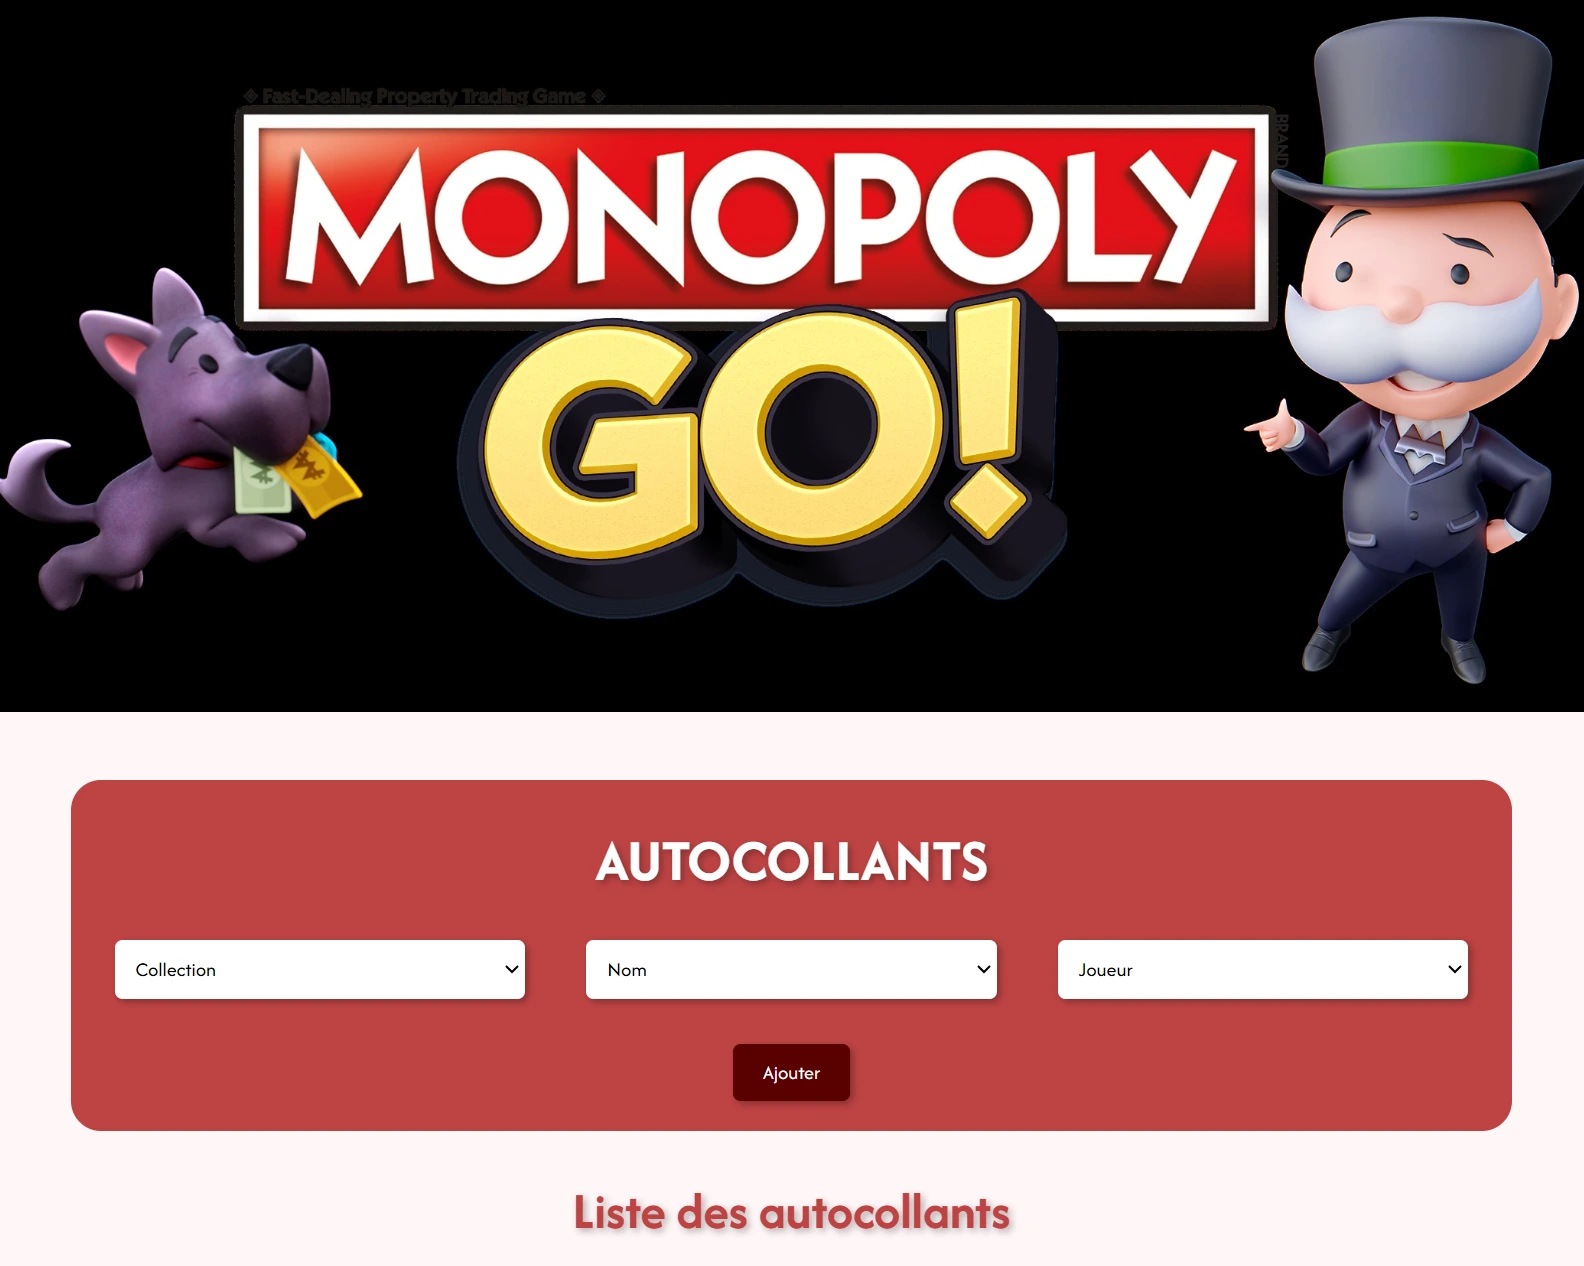 ◈ Fast-Dealing Property Trading Game ◈
BRAND
MONOPOLY
GO!
AUTOCOLLANTS
Collection
Nom
Joueur
Ajouter
Liste des autocollants